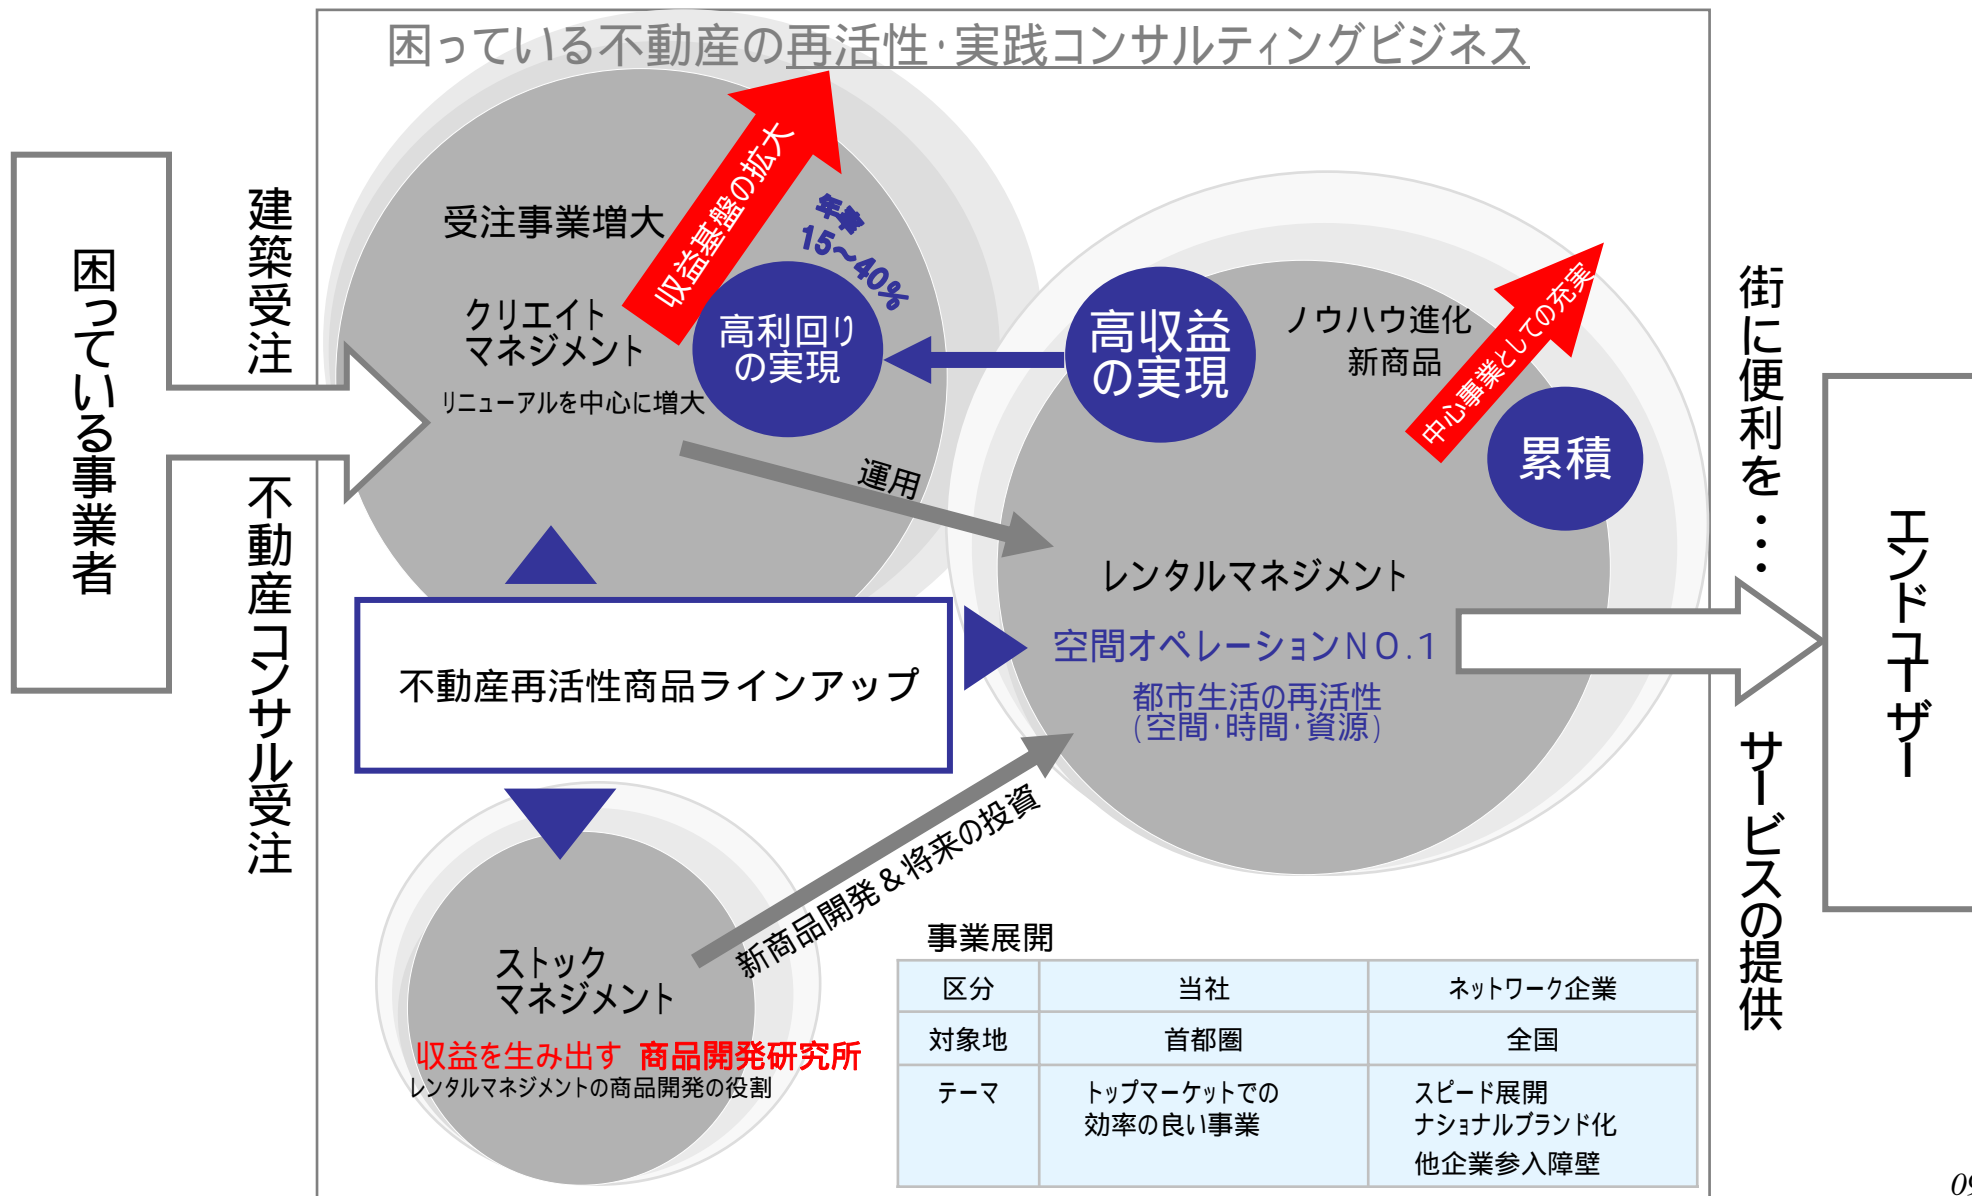 困っている不動産の再活性・実践コンサルティングビジネス
困っている事業者
建築受注
不動産コンサル受注
受注事業増大
クリエイト
マネジメント
リニューアルを中心に増大
収益基盤の拡大
年率
15～40%
高利回り
の実現
高収益
の実現
ノウハウ進化
新商品
中心事業としての充実
累積
運用
レンタルマネジメント
空間オペレーションNO.1
都市生活の再活性
(空間・時間・資源)
不動産再活性商品ラインアップ
新商品開発＆将来の投資
ストック
マネジメント
収益を生み出す 商品開発研究所
レンタルマネジメントの商品開発の役割
街に便利を・・・・
サービスの提供
エンドユーザー
事業展開
区分 当社 ネットワーク企業
対象地 首都圏 全国
テーマ トップマーケットでの
効率の良い事業
スピード展開
ナショナルブランド化
他企業参入障壁